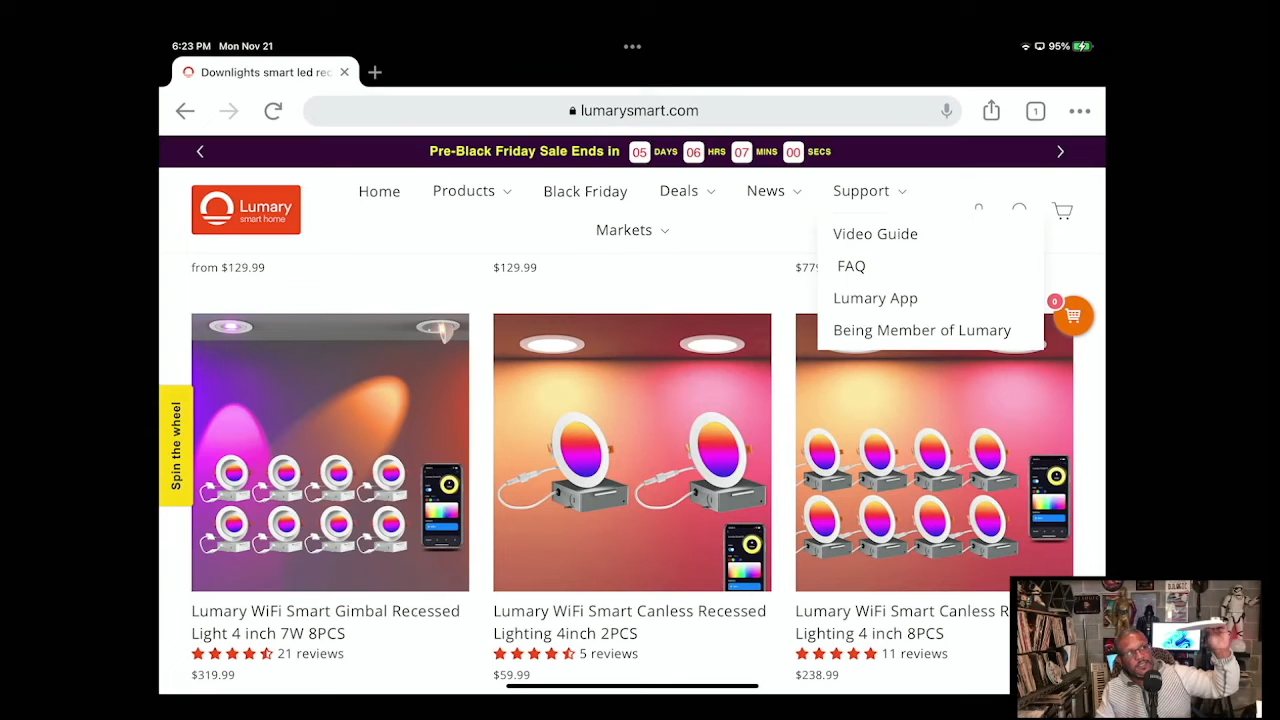 6:23 PM Mon Nov 21
95%
Downlights smart led rec
lumarysmart.com
1
Pre-Black Friday Sale Ends in 05 DAYS 06 HRS 07 MINS 00 SECS
Lumary
smart home
Home
Products
Black Friday
Deals
News
Support
Markets
Video Guide
FAQ
Lumary App
Being Member of Lumary
from $129.99
$129.99
$779
0
Spin the wheel
Lumary WiFi Smart Gimbal Recessed
Light 4 inch 7W 8PCS
21 reviews
$319.99
Lumary WiFi Smart Canless Recessed
Lighting 4inch 2PCS
5 reviews
$59.99
Lumary WiFi Smart Canless R
Lighting 4 inch 8PCS
11 reviews
$238.99